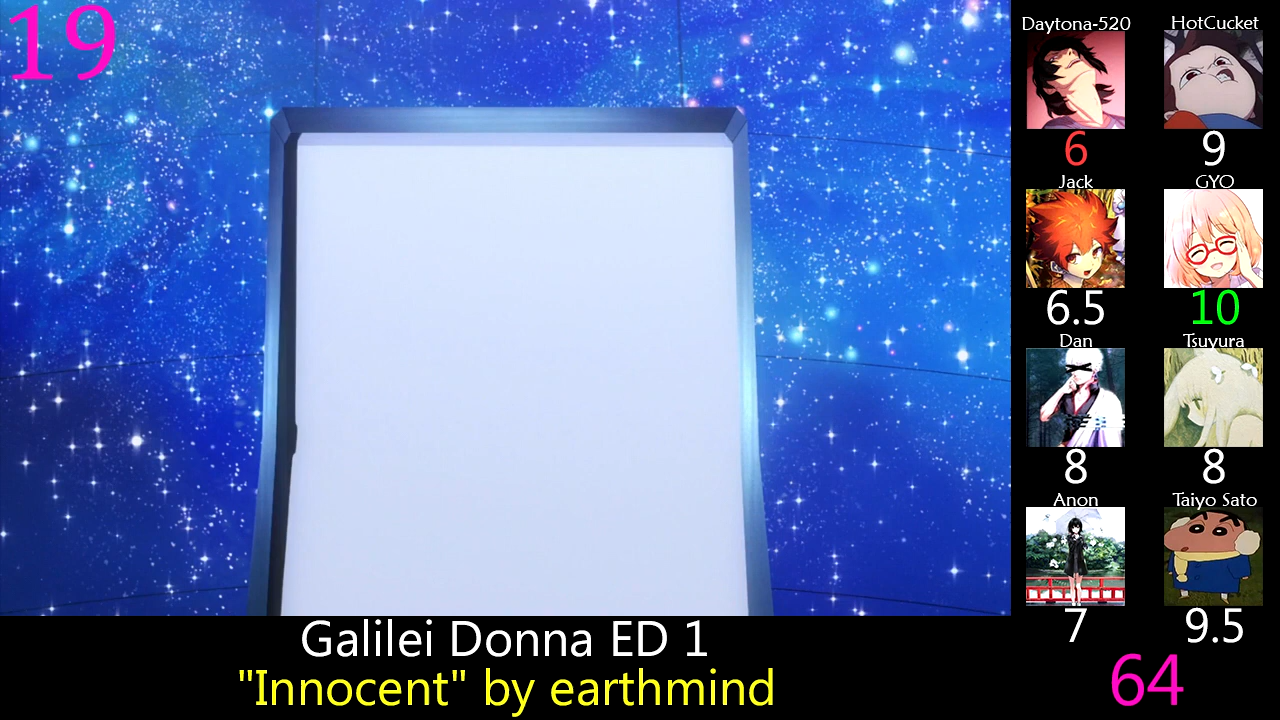 19
Daytona-520 HotCucket
6 9
Jack GYO
6.5 10
Dan Tsuyura
8 8
Anon Taiyo Sato
7 9.5
Galilei Donna ED 1
"Innocent" by earthmind
64